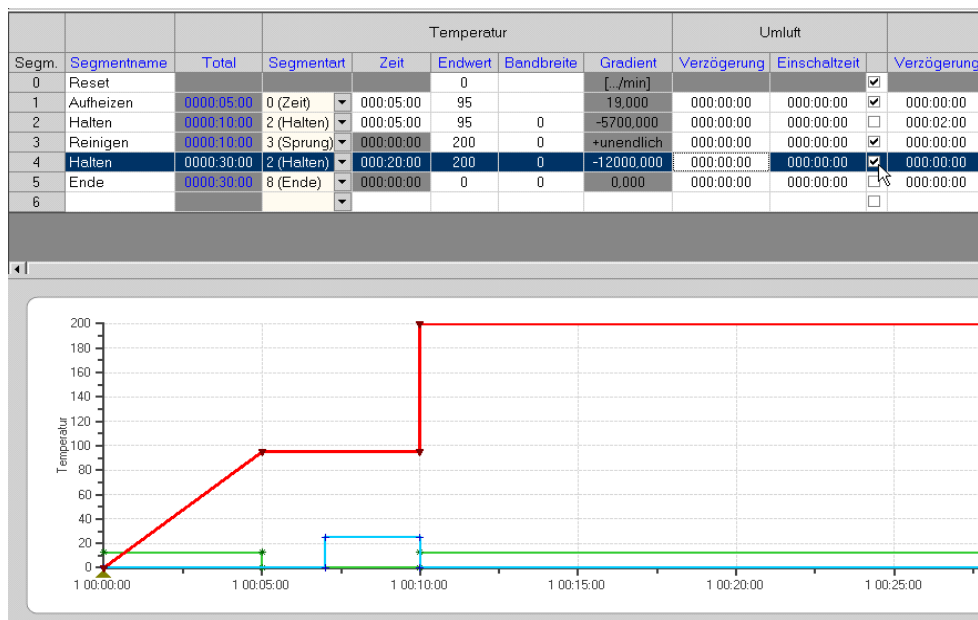 Temperatur Umluft
Segm. Segmentname Total Segmentart Zeit Endwert Bandbreite Gradient Verzögerung Einschaltzeit Verzögerung
0 Reset 0 [.../min]
1 Aufheizen 0000:05:00 0 (Zeit) 000:05:00 95 19,000 000:00:00 000:00:00 000:00:00
2 Halten 0000:10:00 2 (Halten) 000:05:00 95 0 -5700,000 000:00:00 000:00:00 000:02:00
3 Reinigen 0000:10:00 3 (Sprung) 000:00:00 200 0 +unendlich 000:00:00 000:00:00 000:00:00
4 Halten 0000:30:00 2 (Halten) 000:20:00 200 0 -12000,000 000:00:00 000:00:00 000:00:00
5 Ende 0000:30:00 8 (Ende) 000:00:00 0 0 0,000 000:00:00 000:00:00 000:00:00
6
Temperatur
200
180
160
140
120
100
80
60
40
20
0
1 00:00:00 1 00:05:00 1 00:10:00 1 00:15:00 1 00:20:00 1 00:25:00